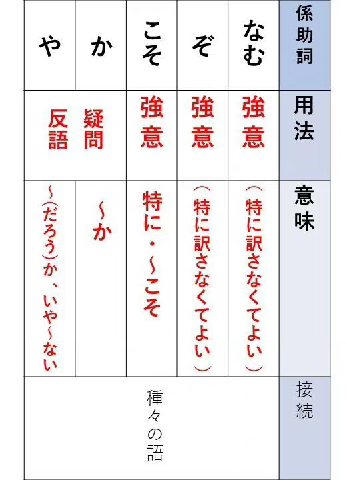 係助詞
なむ
ぞ
こそ
か
や
用法
強意
強意
強意
疑問
反語
意味
(特に訳さなくてよい)
(特に訳さなくてよい)
特に・~こそ
~か
~(だろう)か、いや~ない
接続
種々の語